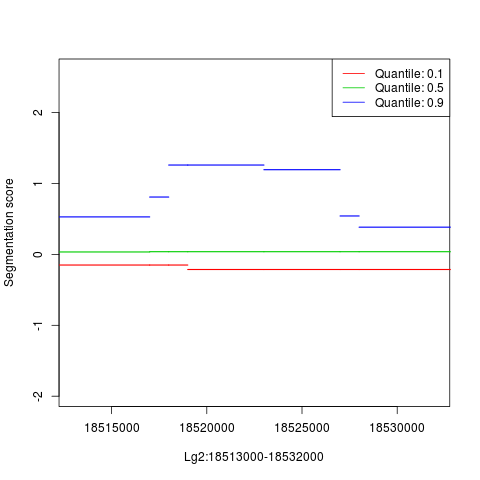 Quantile: 0.1
Quantile: 0.5
Quantile: 0.9
Segmentation score
2
1
0
-1
-2
18515000 18520000 18525000 18530000
Lg2:18513000-18532000